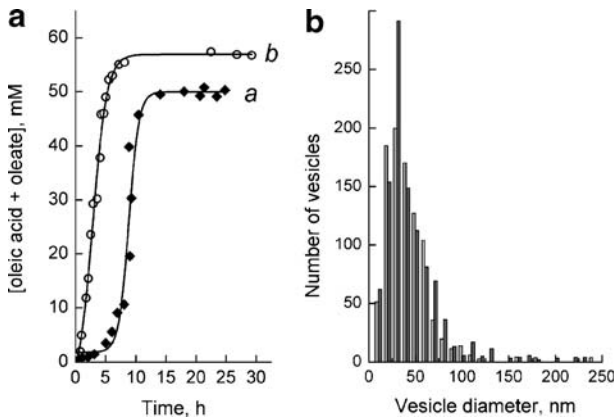 a
[oleic acid + oleate], mM
60
50
40
30
20
10
0
b
a
0 5 10 15 20 25 30
Time, h
b
Number of vesicles
250
200
150
100
50
0
0 50 100 150 200 250
Vesicle diameter, nm